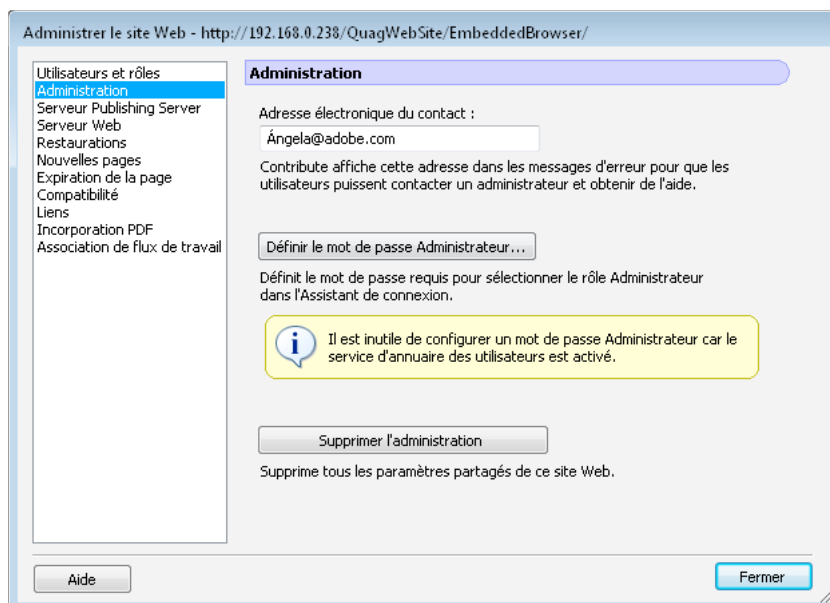 Administrer le site Web - http://192.168.0.238/QuagWebSite/EmbeddedBrowser/
Utilisateurs et rôles
Administration
Serveur Publishing Server
Serveur Web
Restaurations
Nouvelles pages
Expiration de la page
Compatibilité
Liens
Incorporation PDF
Association de flux de travail
Administration
Adresse électronique du contact :
Ángela@adobe.com
Contribute affiche cette adresse dans les messages d'erreur pour que les
utilisateurs puissent contacter un administrateur et obtenir de l'aide.
Définir le mot de passe Administrateur...
Définit le mot de passe requis pour sélectionner le rôle Administrateur
dans l'Assistant de connexion.
Il est inutile de configurer un mot de passe Administrateur car le
service d'annuaire des utilisateurs est activé.
Supprimer l'administration
Supprime tous les paramètres partagés de ce site Web.
Aide
Fermer